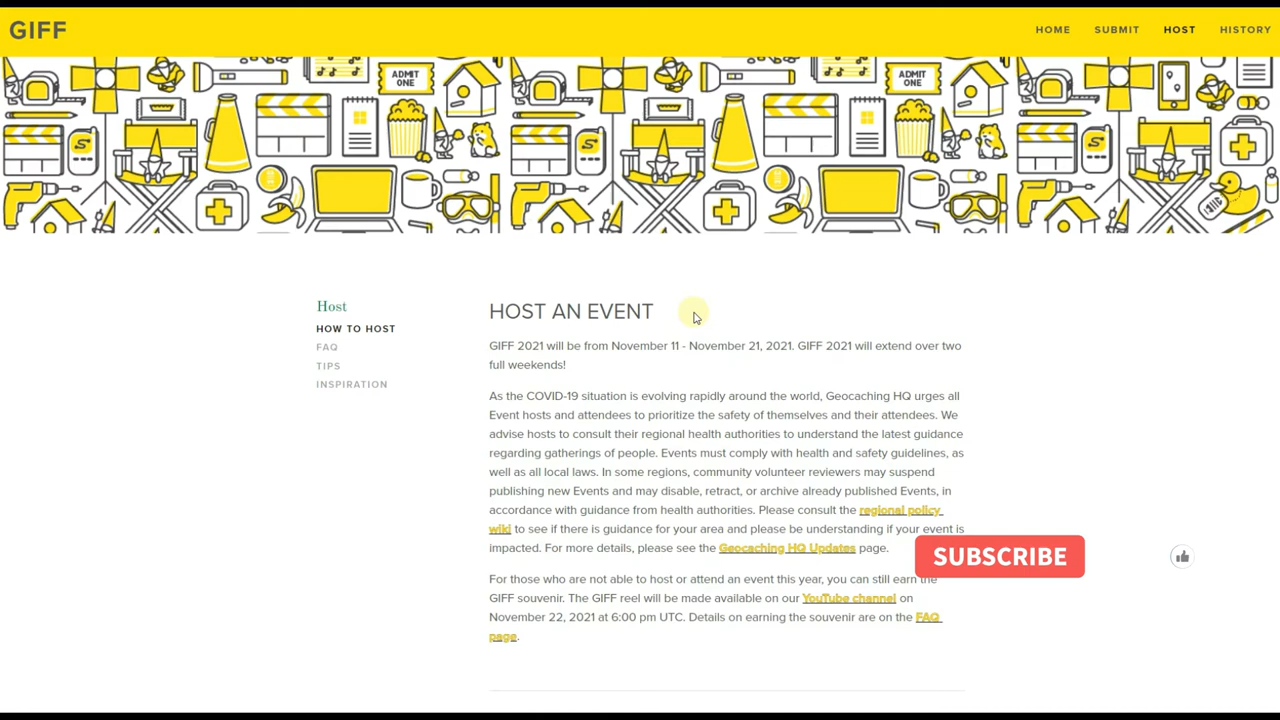 GIFF
HOME SUBMIT HOST HISTORY
ADMIT ONE
ADMIT ONE
Host
HOW TO HOST
FAQ
TIPS
INSPIRATION
HOST AN EVENT
GIFF 2021 will be from November 11 - November 21, 2021. GIFF 2021 will extend over two
full weekends!
As the COVID-19 situation is evolving rapidly around the world, Geocaching HQ urges all
Event hosts and attendees to prioritize the safety of themselves and their attendees. We
advise hosts to consult their regional health authorities to understand the latest guidance
regarding gatherings of people. Events must comply with health and safety guidelines, as
well as all local laws. In some regions, community volunteer reviewers may suspend
publishing new Events and may disable, retract, or archive already published Events, in
accordance with guidance from health authorities. Please consult the regional policy
wiki to see if there is guidance for your area and please be understanding if your event is
impacted. For more details, please see the Geocaching HQ Updates page.
SUBSCRIBE
For those who are not able to host or attend an event this year, you can still earn the
GIFF souvenir. The GIFF reel will be made available on our YouTube channel on
November 22, 2021 at 6:00 pm UTC. Details on earning the souvenir are on the FAQ
page.